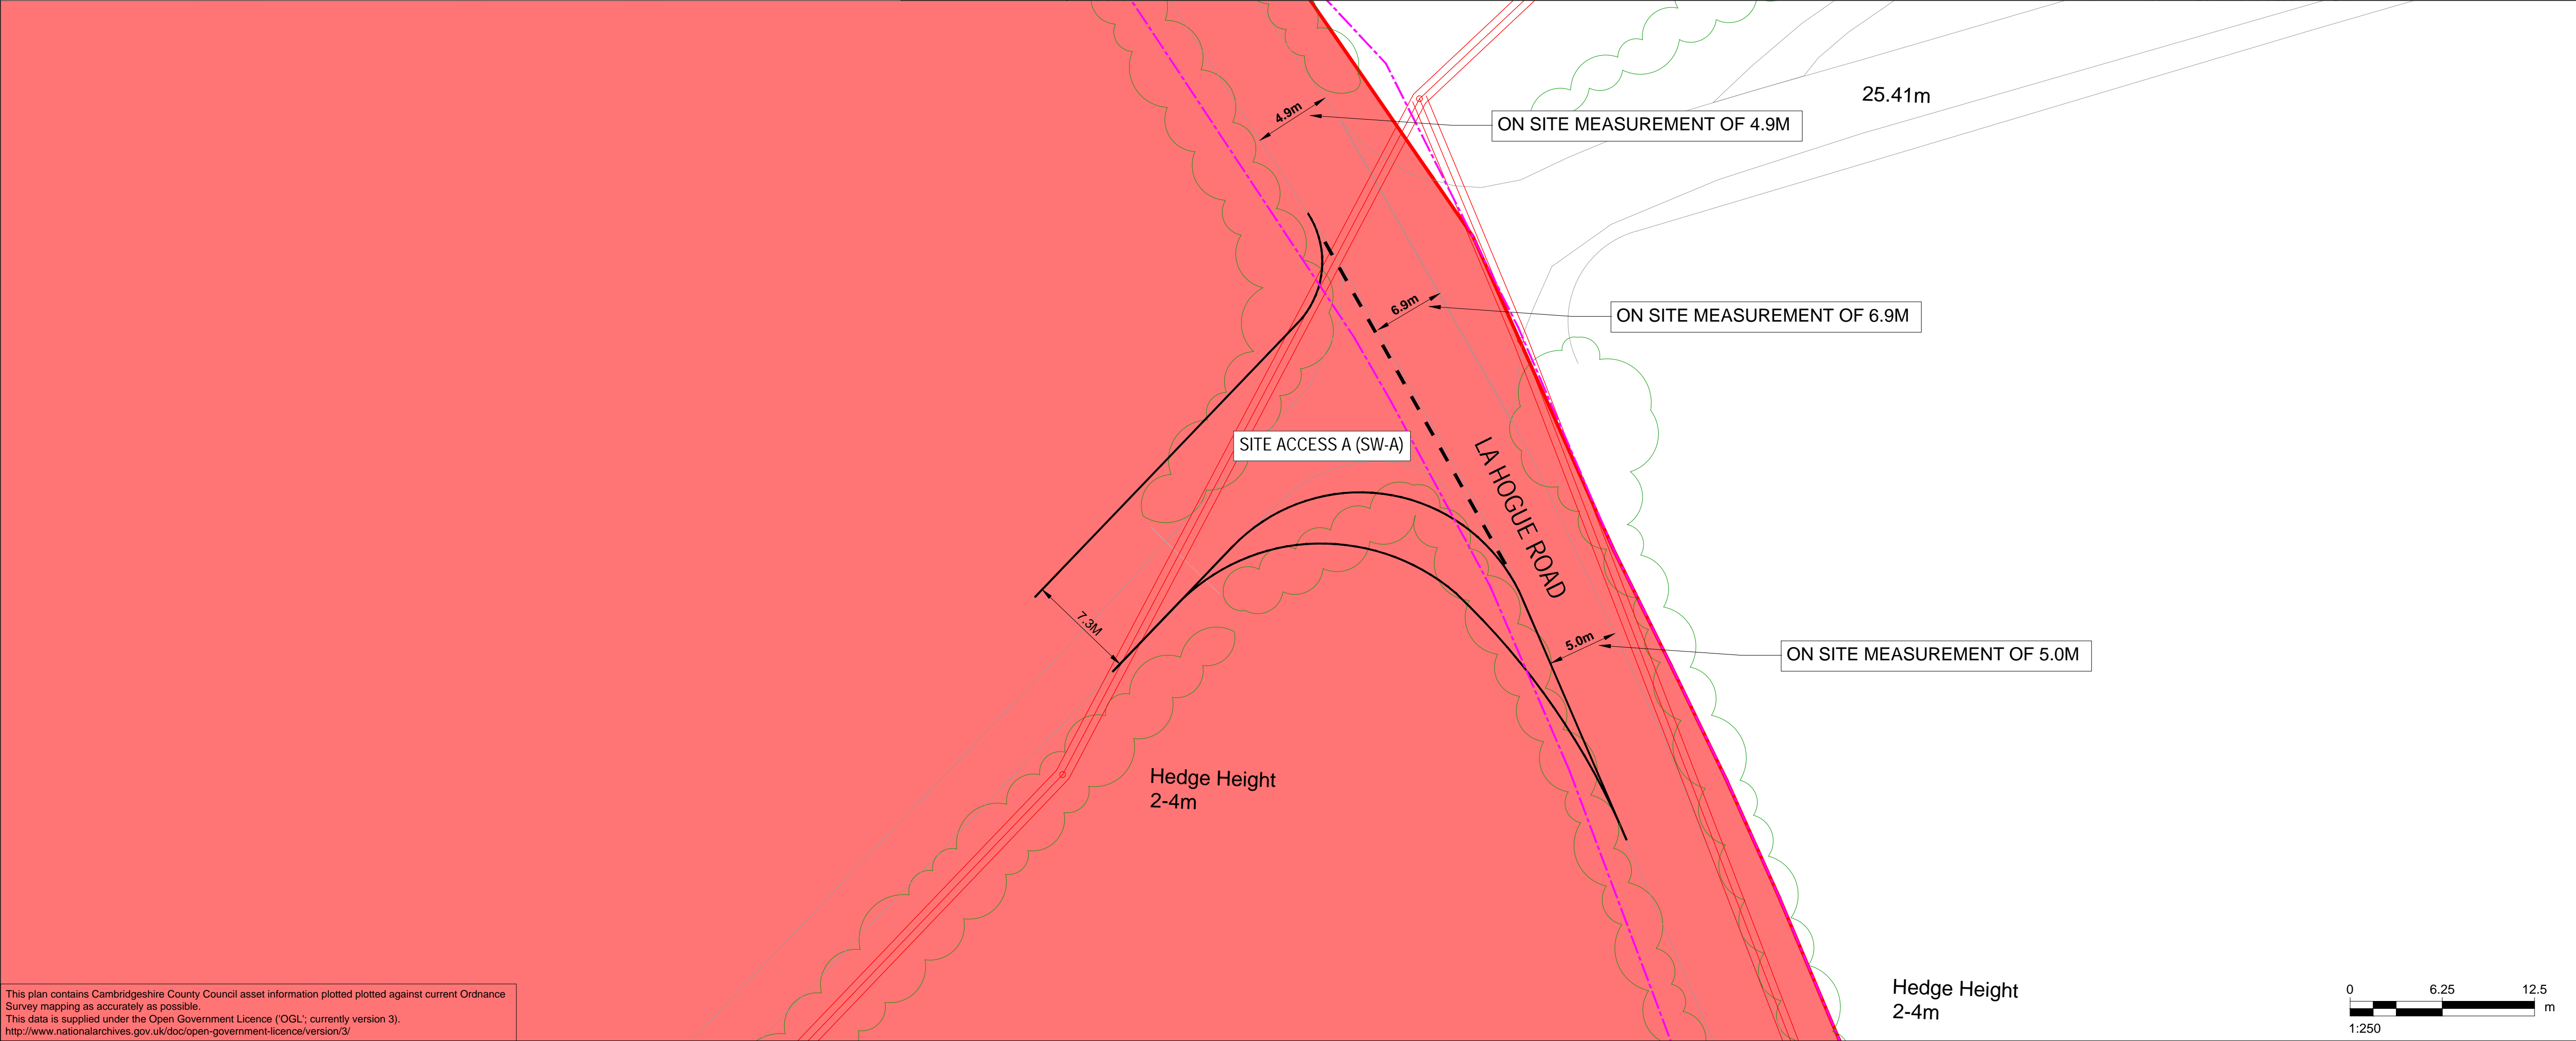 25.41m
4.9m
ON SITE MEASUREMENT OF 4.9M
6.9m
ON SITE MEASUREMENT OF 6.9M
SITE ACCESS A (SW-A)
LA HOGUE ROAD
7.3M
5.0m
ON SITE MEASUREMENT OF 5.0M
Hedge Height
2-4m
Hedge Height
2-4m
This plan contains Cambridgeshire County Council asset information plotted plotted against current Ordnance
Survey mapping as accurately as possible.
This data is supplied under the Open Government Licence ('OGL'; currently version 3).
http://www.nationalarchives.gov.uk/doc/open-government-licence/version/3/
0 6.25 12.5
m
1:250